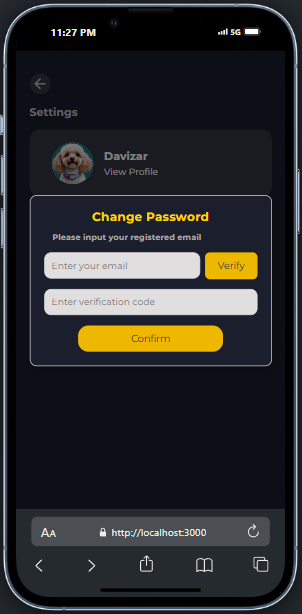 11:27 PM
5G
Settings
Davizar
View Profile
Change Password
Please input your registered email
Enter your email
Verify
Enter verification code
Confirm
AA
http://localhost:3000